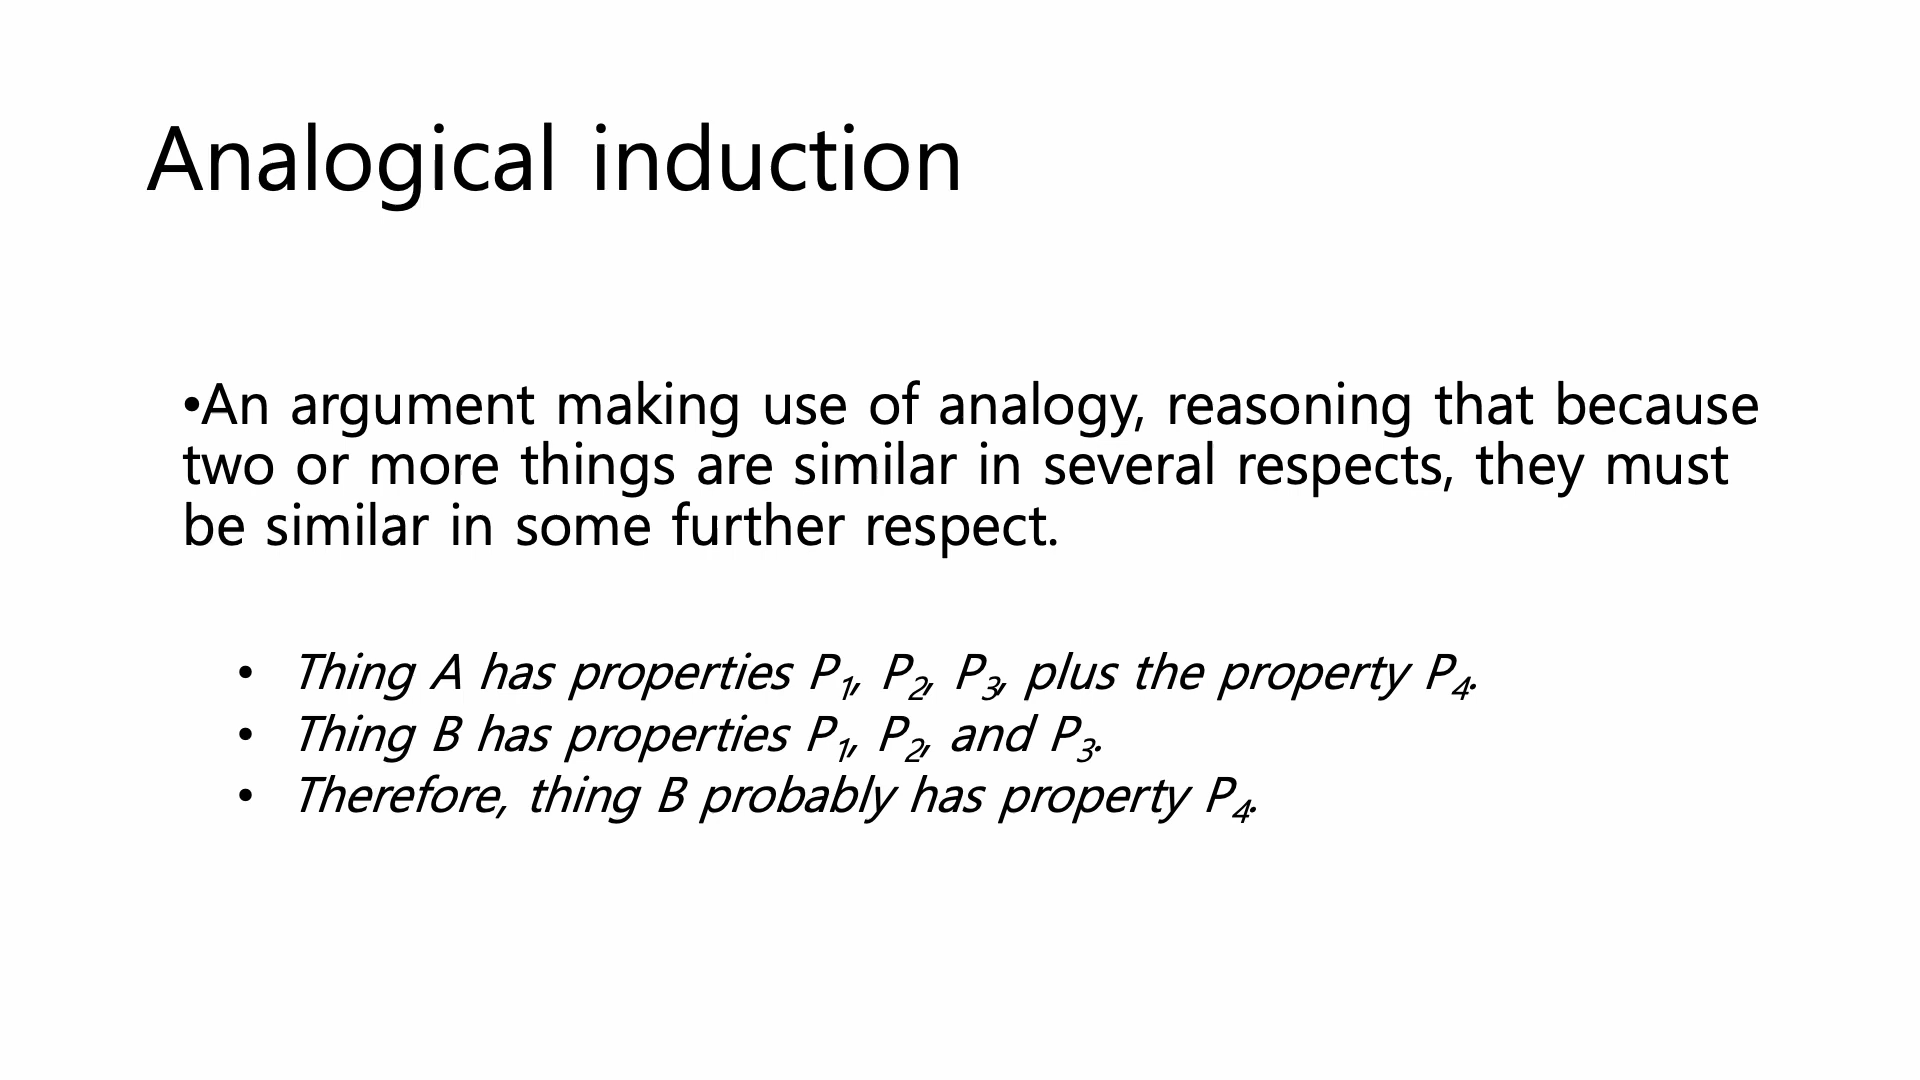 Analogical induction
•An argument making use of analogy, reasoning that because
two or more things are similar in several respects, they must
be similar in some further respect.
• Thing A has properties P₁, P₂, P₃, plus the property P₄.
• Thing B has properties P₁, P₂, and P₃.
• Therefore, thing B probably has property P₄.